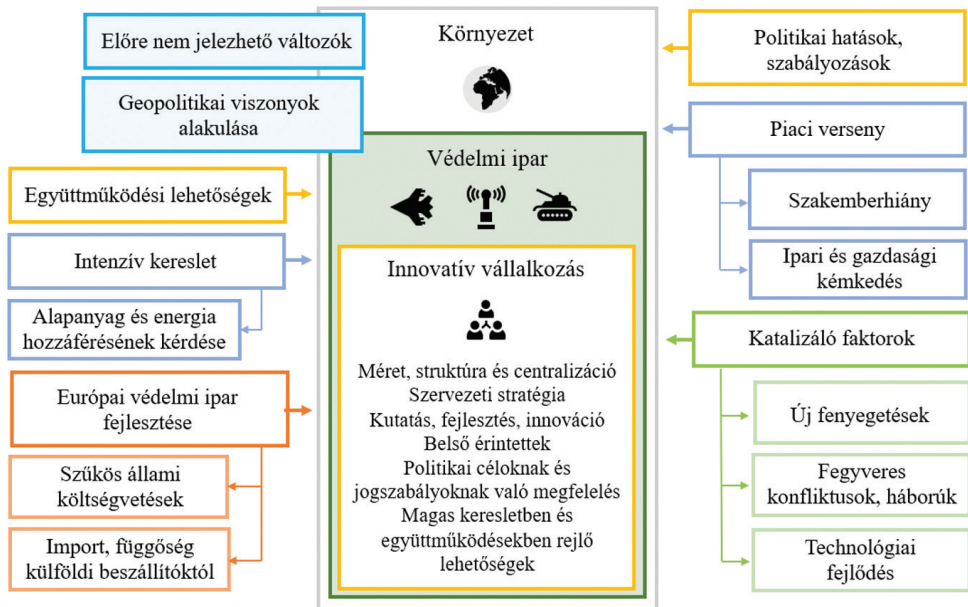 Előre nem jelezhető változók
Geopolitikai viszonyok
alakulása
Együttműködési lehetőségek
Intenzív kereslet
Alapanyag és energia
hozzáférésének kérdése
Európai védelmi ipar
fejlesztése
Szűkös állami
költségvetések
Import, függőség
külföldi beszállítóktól
Környezet
Védelmi ipar
Innovatív vállalkozás
Méret, struktúra és centralizáció
Szervezeti stratégia
Kutatás, fejlesztés, innováció
Belső érintettek
Politikai céloknak és
jogszabályoknak való megfelelés
Magas keresletben és
együttműködésekben rejlő
lehetőségek
Politikai hatások,
szabályozások
Piaci verseny
Szakemberhiány
Ipari és gazdasági
kémkedés
Katalizáló faktorok
Új fenyegetések
Fegyveres
konfliktusok, háborúk
Technológiai
fejlődés